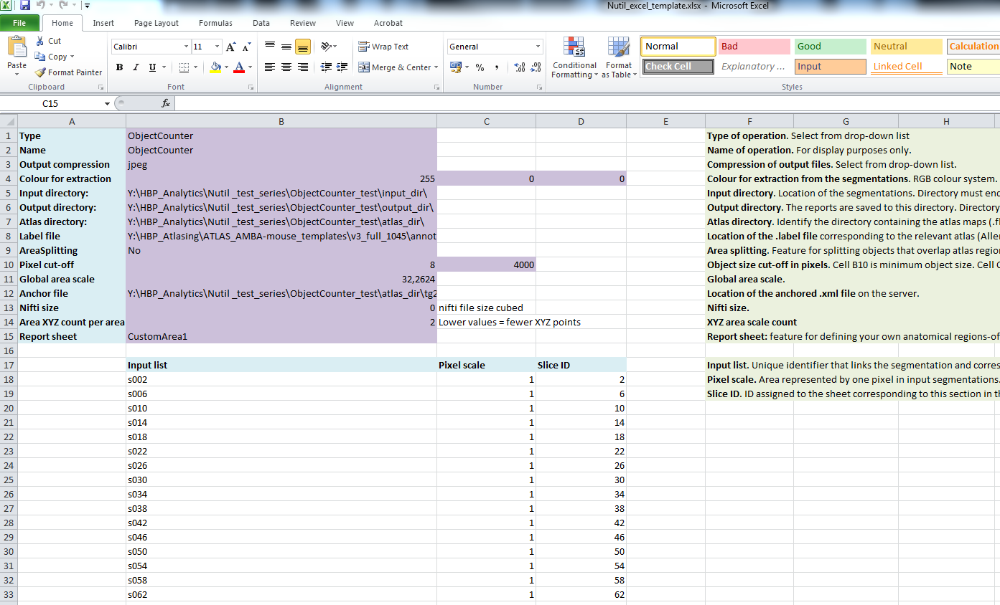 Nutil_excel_template.xlsx - Microsoft Excel
File Home Insert Page Layout Formulas Data Review View Acrobat
Paste Cut Copy Format Painter
Clipboard
Calibri 11 A A
B I U A
Font
Wrap Text
Merge & Center
Alignment
General
% , .0 .00 .00 .0
Number
Conditional Formatting Format as Table
Normal Bad Good Neutral Calculation
Check Cell Explanatory ... Input Linked Cell Note
Styles
C15 fx
A B C D E F G H
1 Type ObjectCounter Type of operation. Select from drop-down list
2 Name ObjectCounter Name of operation. For display purposes only.
3 Output compression jpeg Compression of output files. Select from drop-down list.
4 Colour for extraction 255 0 0 Colour for extraction from the segmentations. RGB colour system.
5 Input directory: Y:\HBP_Analytics\Nutil _test_series\ObjectCounter_test\input_dir\ Input directory. Location of the segmentations. Directory must enc
6 Output directory: Y:\HBP_Analytics\Nutil _test_series\ObjectCounter_test\output_dir\ Output directory. The reports are saved to this directory. Directory
7 Atlas directory: Y:\HBP_Analytics\Nutil _test_series\ObjectCounter_test\atlas_dir\ Atlas directory: Identify the directory containing the atlas maps (.fl
8 Label file Y:\HBP_Atlasing\ATLAS_AMBA-mouse_templates\v3_full_1045\annot Location of the .label file corresponding to the relevant atlas (Aller
9 AreaSplitting No Area splitting. Feature for splitting objects that overlap atlas regio
10 Pixel cut-off 8 4000 Object size cut-off in pixels. Cell B10 is minimum object size. Cell C
11 Global area scale 32,2624 Global area scale.
12 Anchor file Y:\HBP_Analytics\Nutil _test_series\ObjectCounter_test\atlas_dir\tg2 Location of the anchored .xml file on the server.
13 Nifti size 0 nifti file size cubed Nifti size.
14 Area XYZ count per area 2 Lower values = fewer XYZ points XYZ area scale count
15 Report sheet CustomArea1 Report sheet: feature for defining your own anatomical regions-of
16
17 Input list Pixel scale Slice ID Input list. Unique identifier that links the segmentation and corres
18 s002 1 2 Pixel scale. Area represented by one pixel in input segmentations.
19 s006 1 6 Slice ID. ID assigned to the sheet corresponding to this section in th
20 s010 1 10
21 s014 1 14
22 s018 1 18
23 s022 1 22
24 s026 1 26
25 s030 1 30
26 s034 1 34
27 s038 1 38
28 s042 1 42
29 s046 1 46
30 s050 1 50
31 s054 1 54
32 s058 1 58
33 s062 1 62